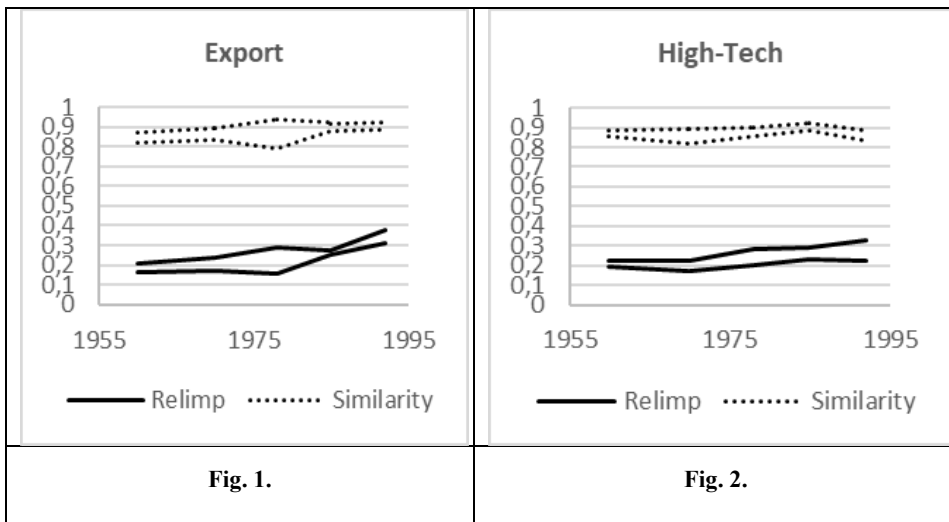 Export
1
0,9
0,8
0,7
0,6
0,5
0,4
0,3
0,2
0,1
0
1955 1975 1995
Relimp Similarity
Fig. 1.
High-Tech
1
0,9
0,8
0,7
0,6
0,5
0,4
0,3
0,2
0,1
0
1955 1975 1995
Relimp Similarity
Fig. 2.